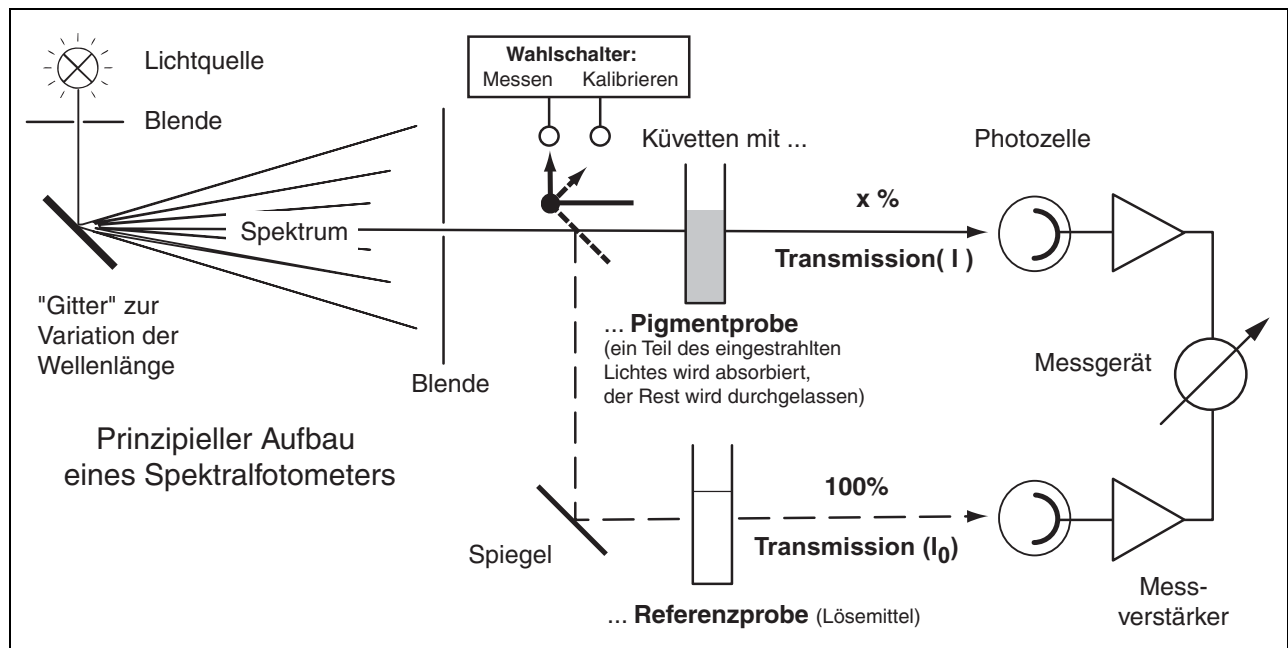 Lichtquelle
Blende
Wahlschalter:
Messen Kalibrieren
Küvetten mit ...
Photozelle
Spektrum
x %
Transmission( I )
"Gitter" zur
Variation der
Wellenlänge
Blende
... Pigmentprobe
(ein Teil des eingestrahlten
Lichtes wird absorbiert,
der Rest wird durchgelassen)
Messgerät
Prinzipieller Aufbau
eines Spektralfotometers
Spiegel
100%
Transmission (I0)
... Referenzprobe (Lösemittel)
Mess-
verstärker